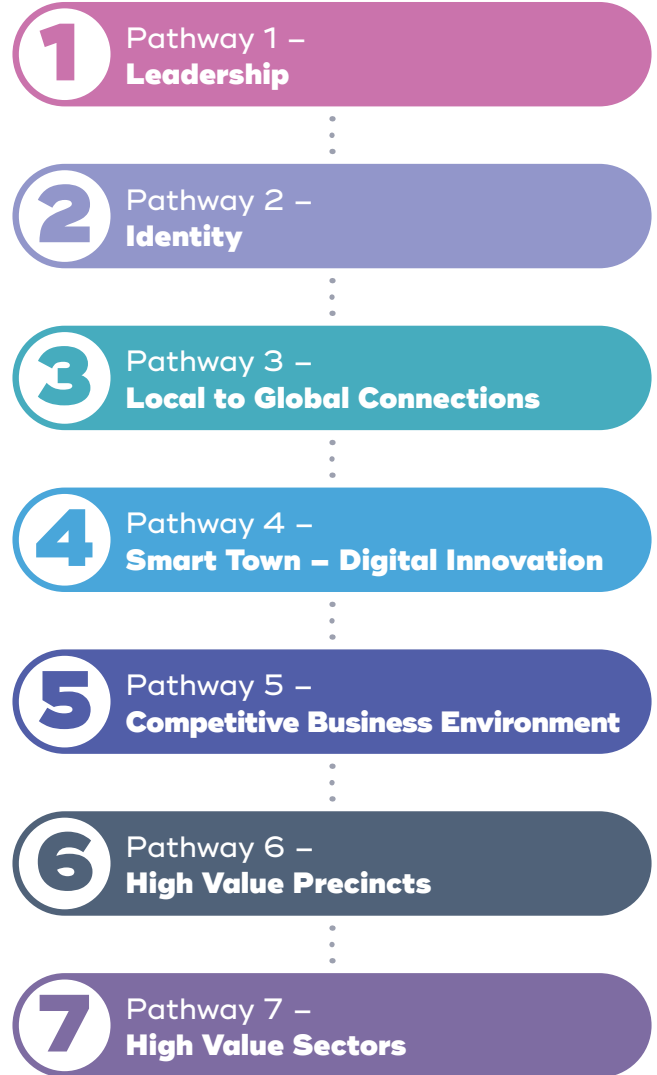 1
Pathway 1 –
Leadership
2
Pathway 2 –
Identity
3
Pathway 3 –
Local to Global Connections
4
Pathway 4 –
Smart Town – Digital Innovation
5
Pathway 5 –
Competitive Business Environment
6
Pathway 6 –
High Value Precincts
7
Pathway 7 –
High Value Sectors